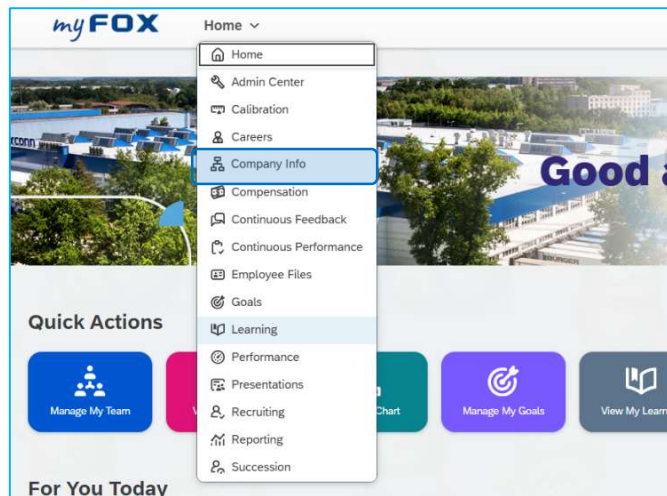 myFOX
Home
Home
Admin Center
Calibration
Careers
Company Info
Compensation
Continuous Feedback
Continuous Performance
Employee Files
Goals
Learning
Performance
Presentations
Recruiting
Reporting
Succession
Good
Quick Actions
Manage My Team
Chart
Manage My Goals
View My
For You Today